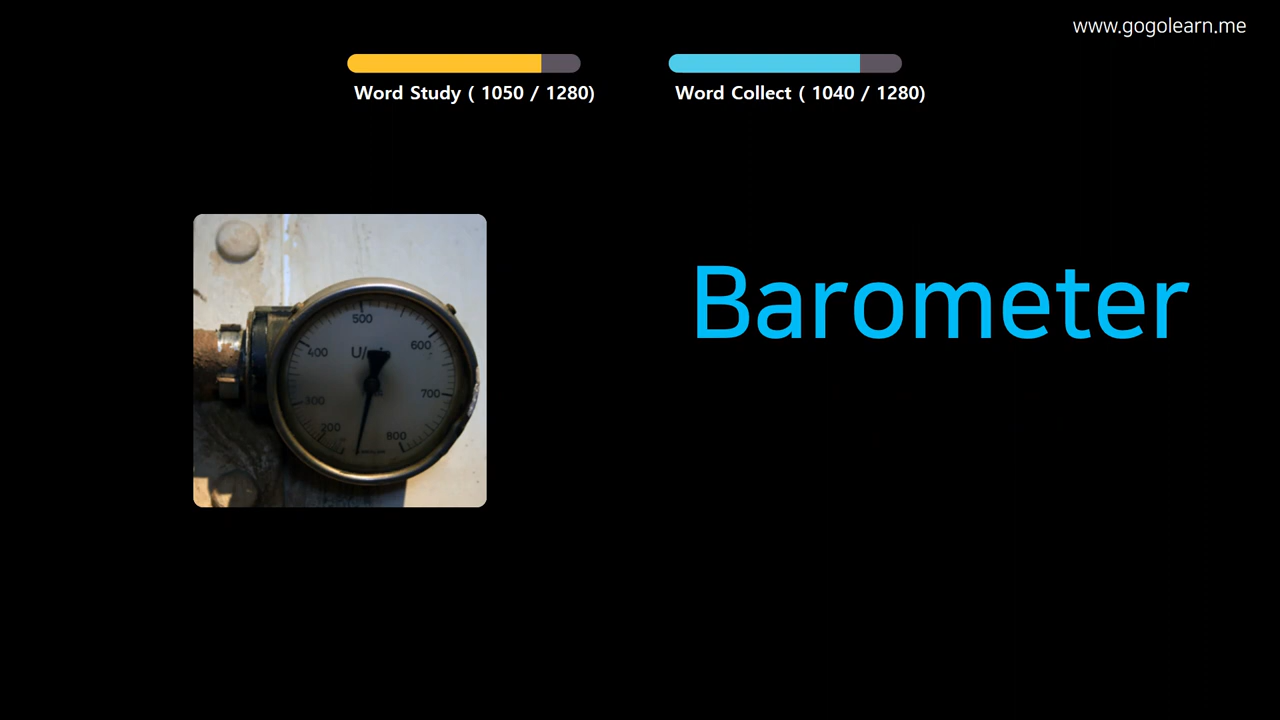 www.gogolearn.me
Word Study ( 1050 / 1280)
Word Collect ( 1040 / 1280)
Barometer
500
400
600
300
700
200
800